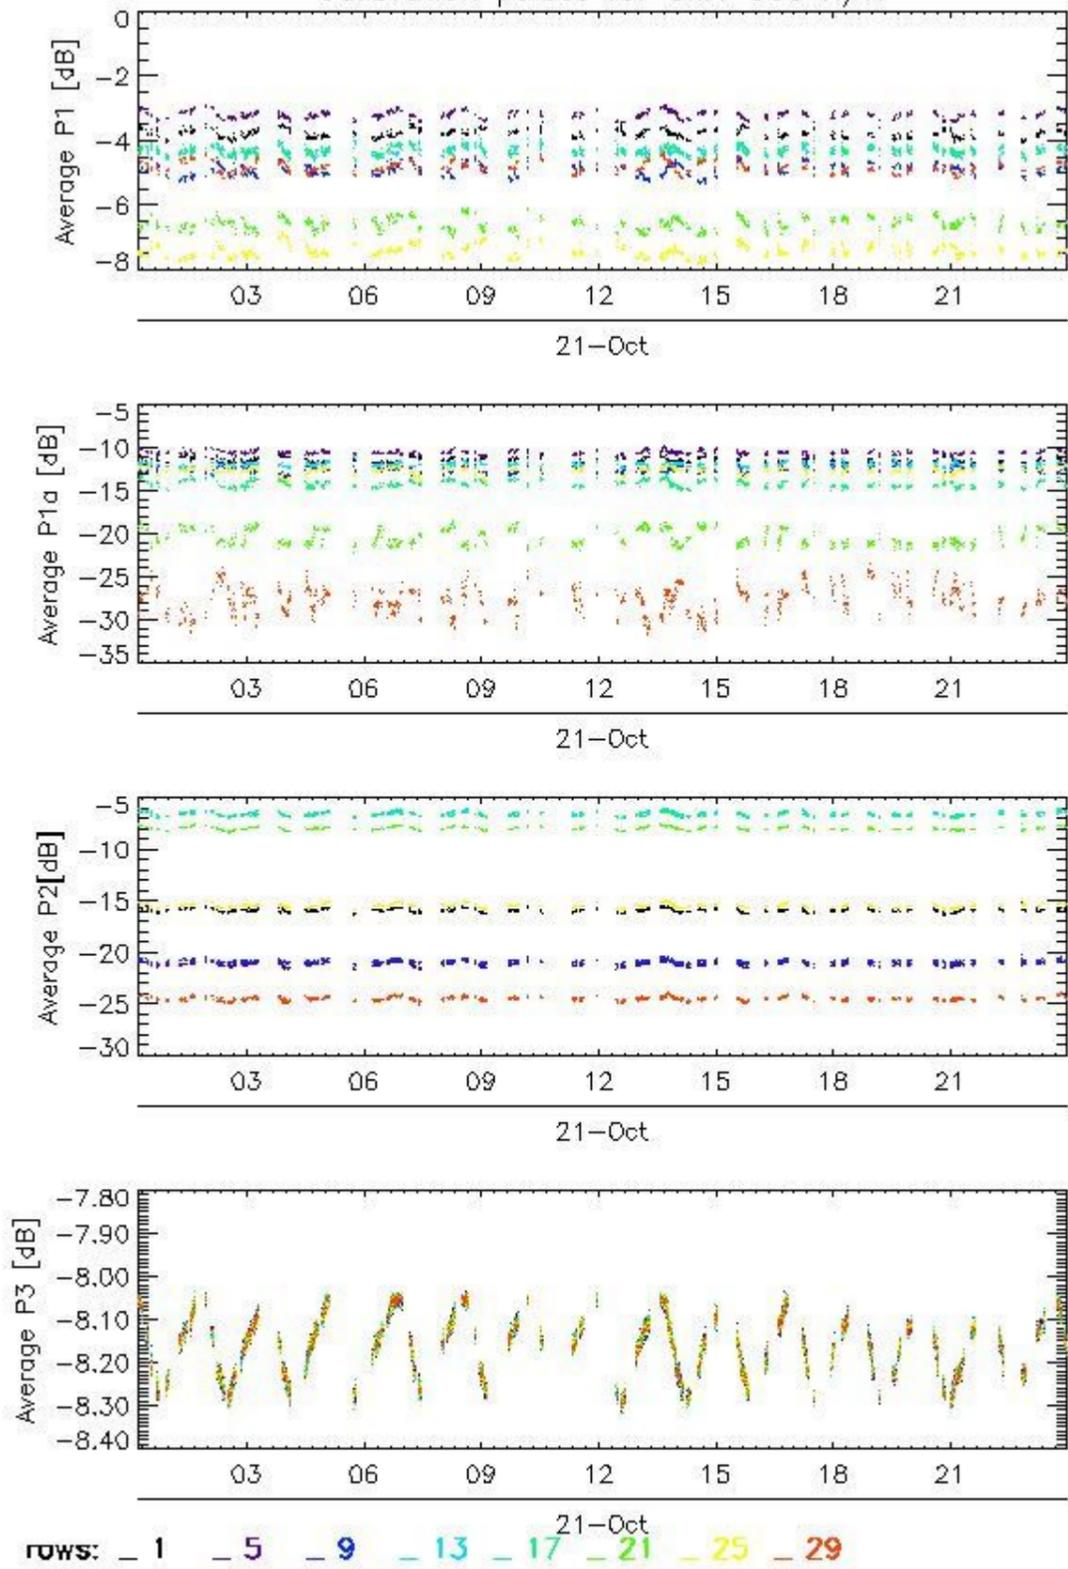 0
−2
−4
−6
−8
Average P1 [dB]
03 06 09 12 15 18 21
21−Oct
−5
−10
−15
−20
−25
−30
−35
Average P1a [dB]
03 06 09 12 15 18 21
21−Oct
−5
−10
−15
−20
−25
−30
Average P2[dB]
03 06 09 12 15 18 21
21−Oct
−7.80
−7.90
−8.00
−8.10
−8.20
−8.30
−8.40
Average P3 [dB]
03 06 09 12 15 18 21
21−Oct
rows: _ 1 _ 5 _ 9 _ 13 _ 17 _ 21 _ 25 _ 29